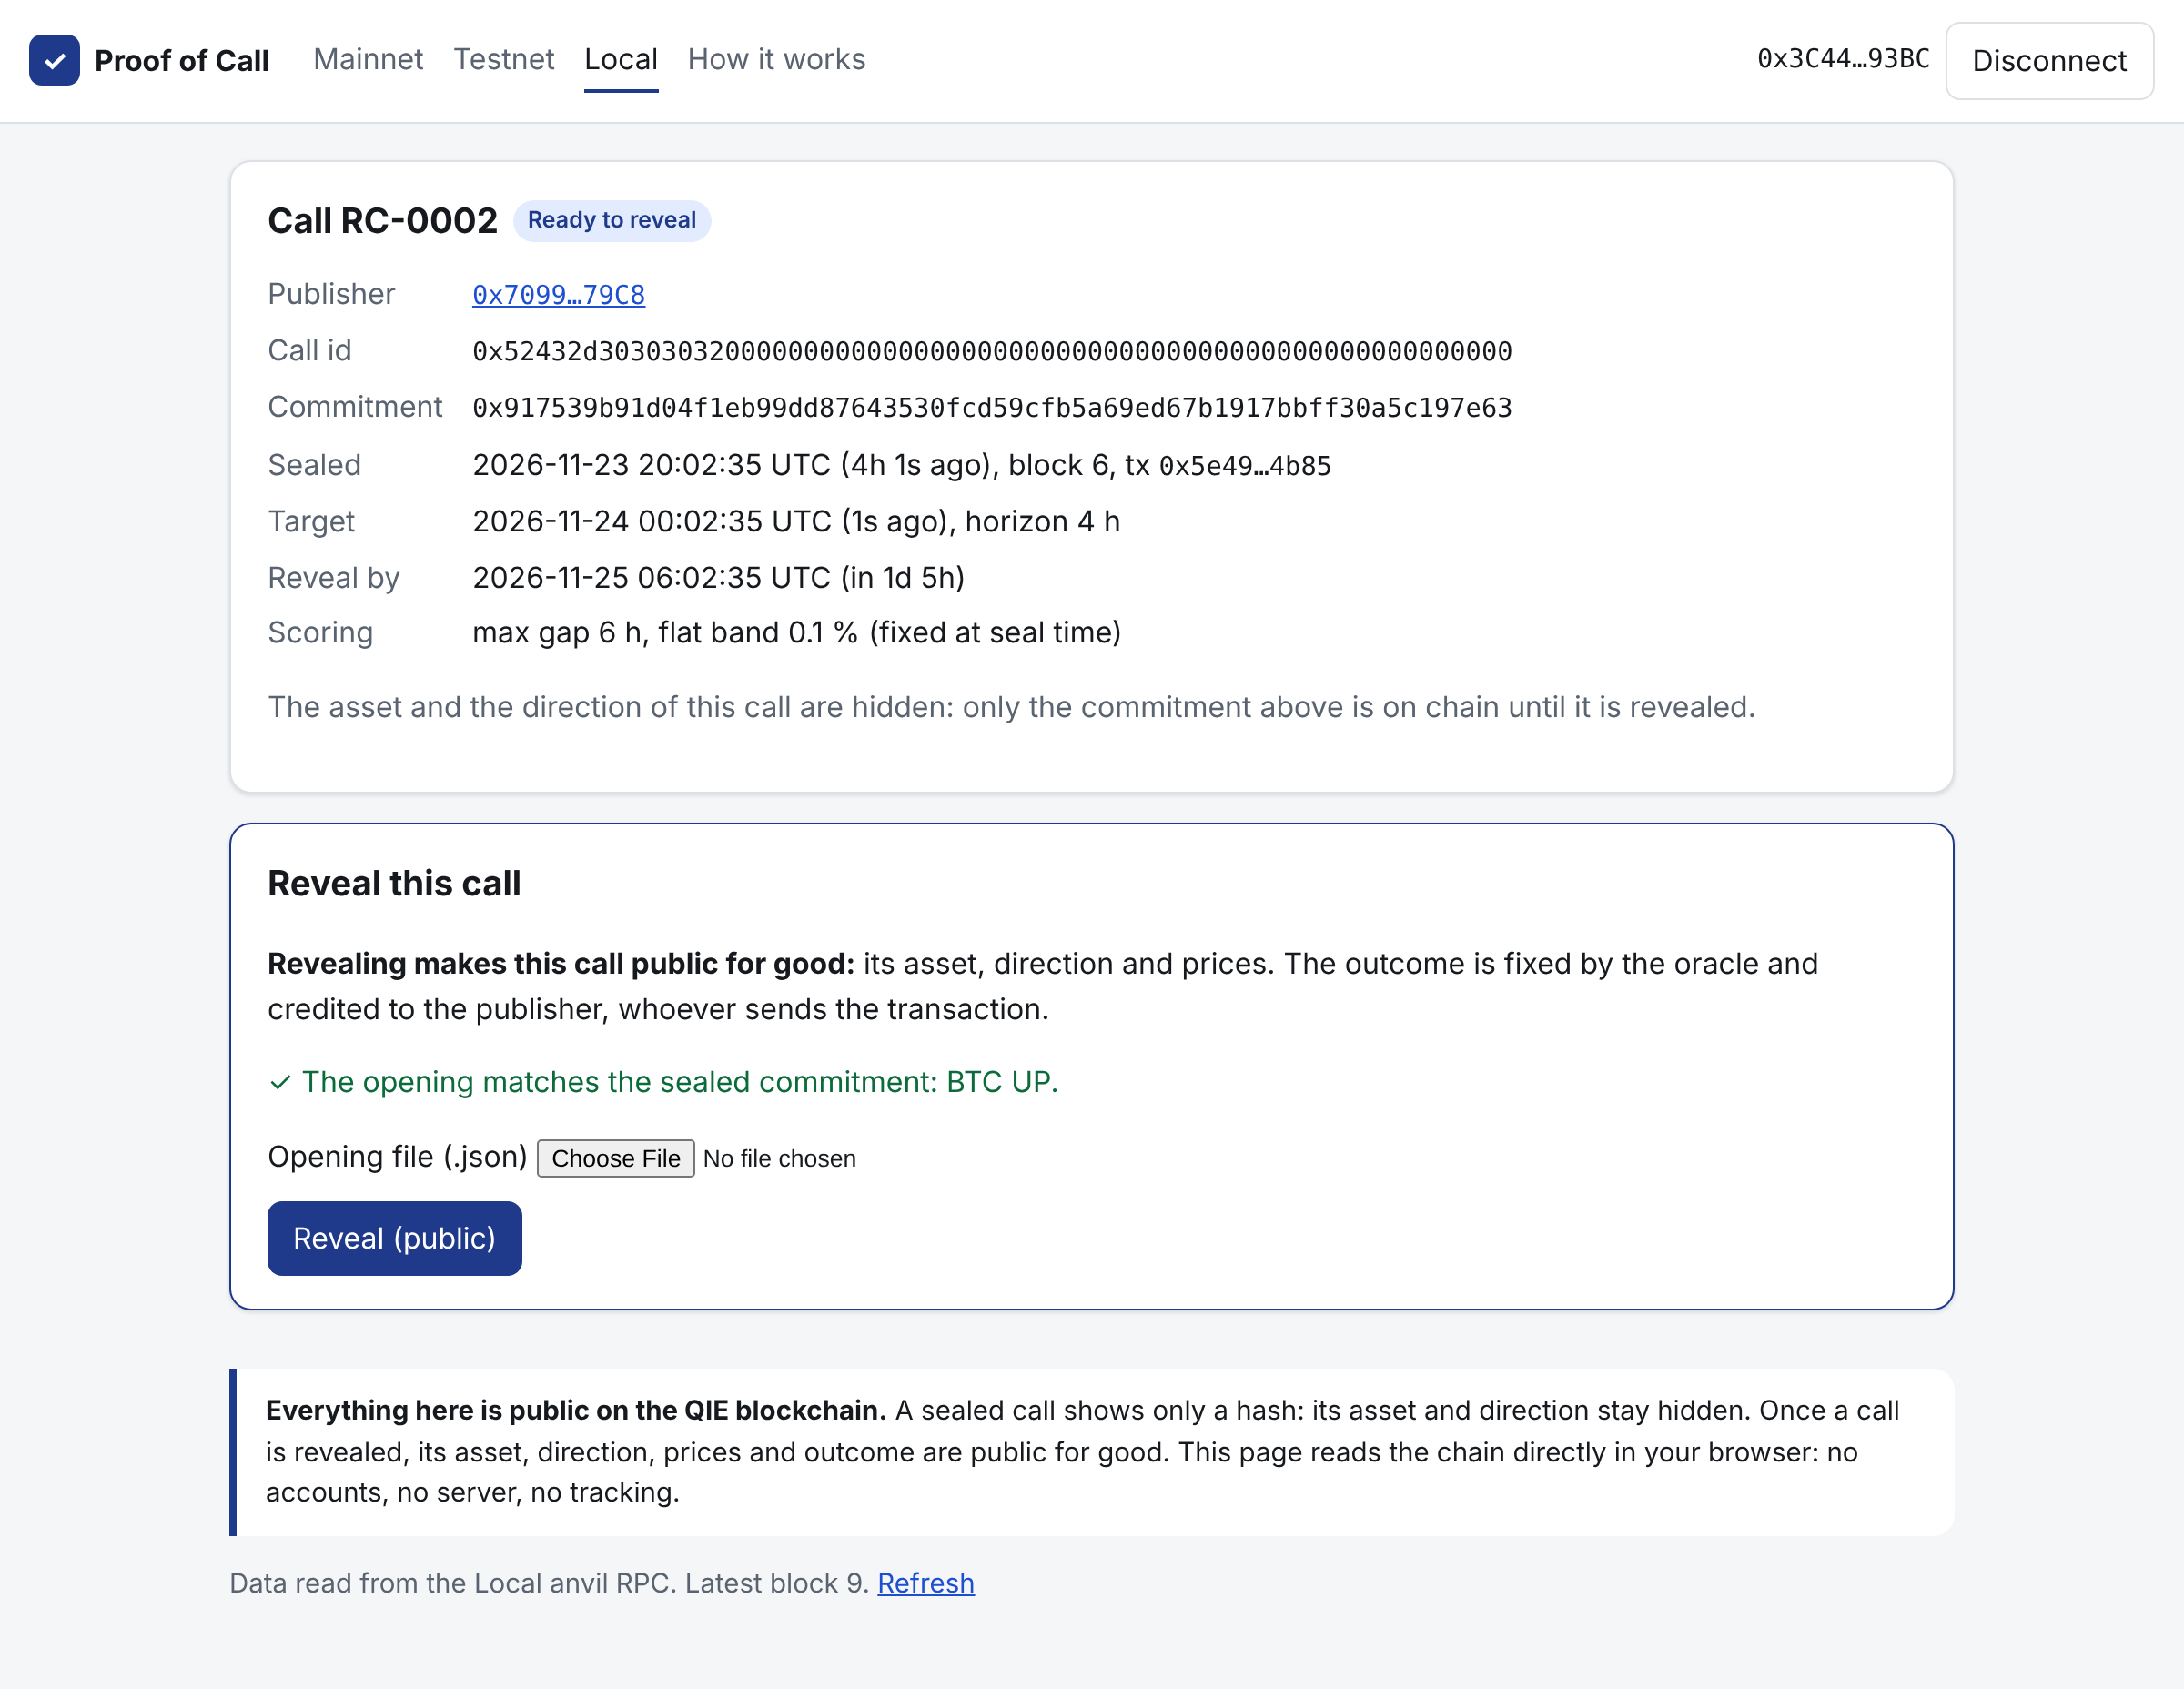 Proof of Call Mainnet Testnet Local How it works 0x3C44…93BC Disconnect
Call RC-0002 Ready to reveal
Publisher 0x7099…79C8
Call id 0x52432d3030303200000000000000000000000000000000000000000000000000
Commitment 0x917539b91d04f1eb99dd87643530fcd59cfb5a69ed67b1917bbff30a5c197e63
Sealed 2026-11-23 20:02:35 UTC (4h 1s ago), block 6, tx 0x5e49…4b85
Target 2026-11-24 00:02:35 UTC (1s ago), horizon 4 h
Reveal by 2026-11-25 06:02:35 UTC (in 1d 5h)
Scoring max gap 6 h, flat band 0.1 % (fixed at seal time)
The asset and the direction of this call are hidden: only the commitment above is on chain until it is revealed.
Reveal this call
Revealing makes this call public for good: its asset, direction and prices. The outcome is fixed by the oracle and
credited to the publisher, whoever sends the transaction.
✓ The opening matches the sealed commitment: BTC UP.
Opening file (.json) Choose File No file chosen
Reveal (public)
Everything here is public on the QIE blockchain. A sealed call shows only a hash: its asset and direction stay hidden. Once a call
is revealed, its asset, direction, prices and outcome are public for good. This page reads the chain directly in your browser: no
accounts, no server, no tracking.
Data read from the Local anvil RPC. Latest block 9. Refresh